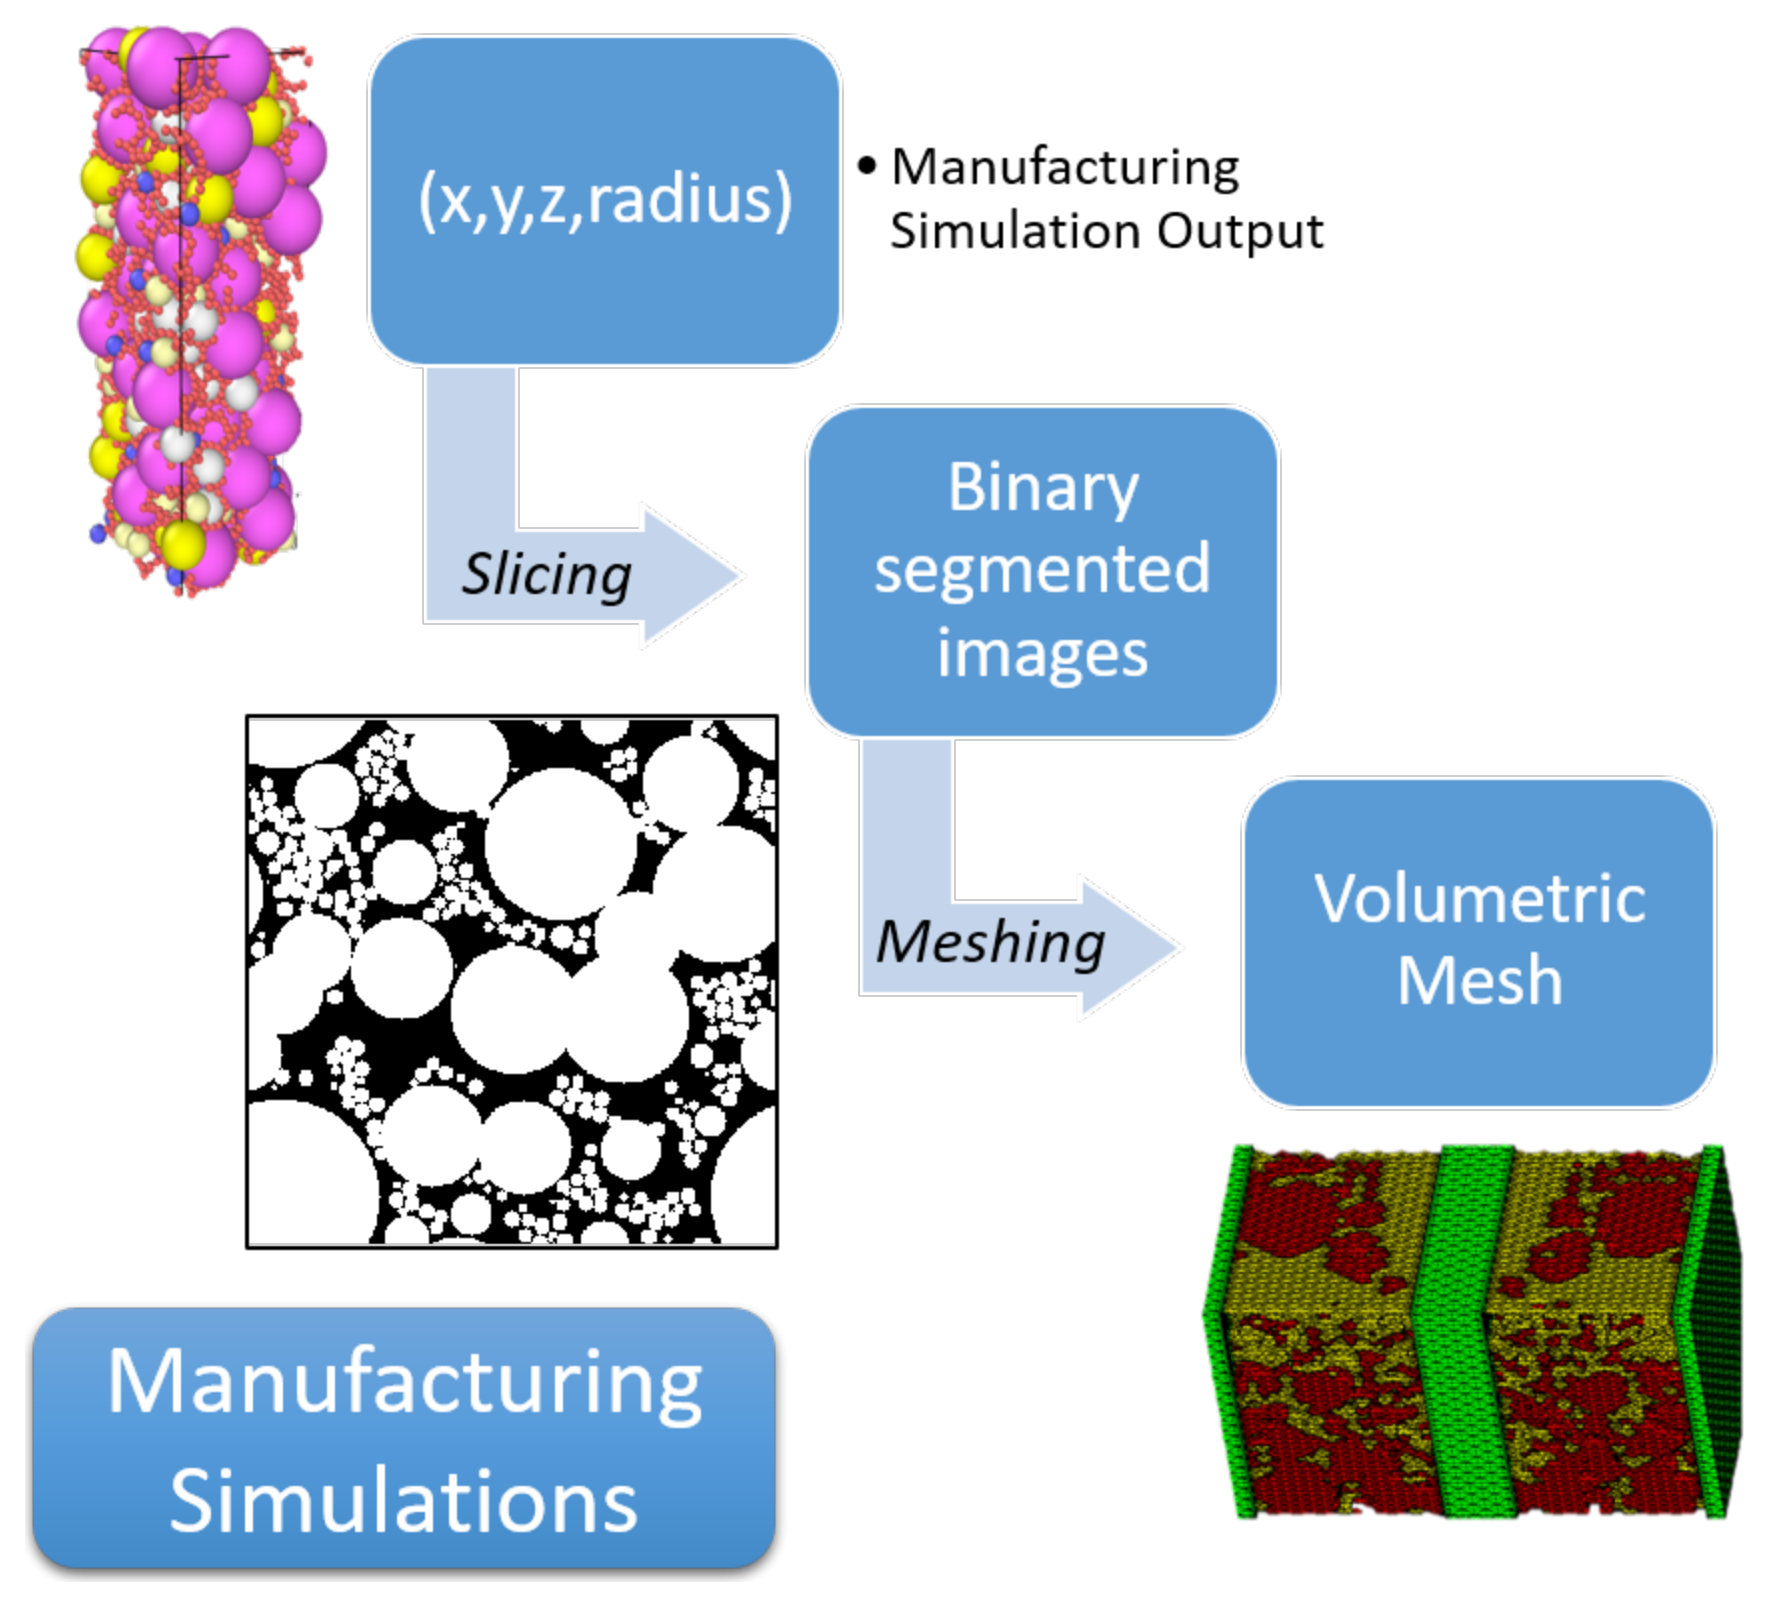 (x,y,z,radius)
• Manufacturing
Simulation Output
Slicing
Binary
segmented
images
Meshing
Volumetric
Mesh
Manufacturing
Simulations